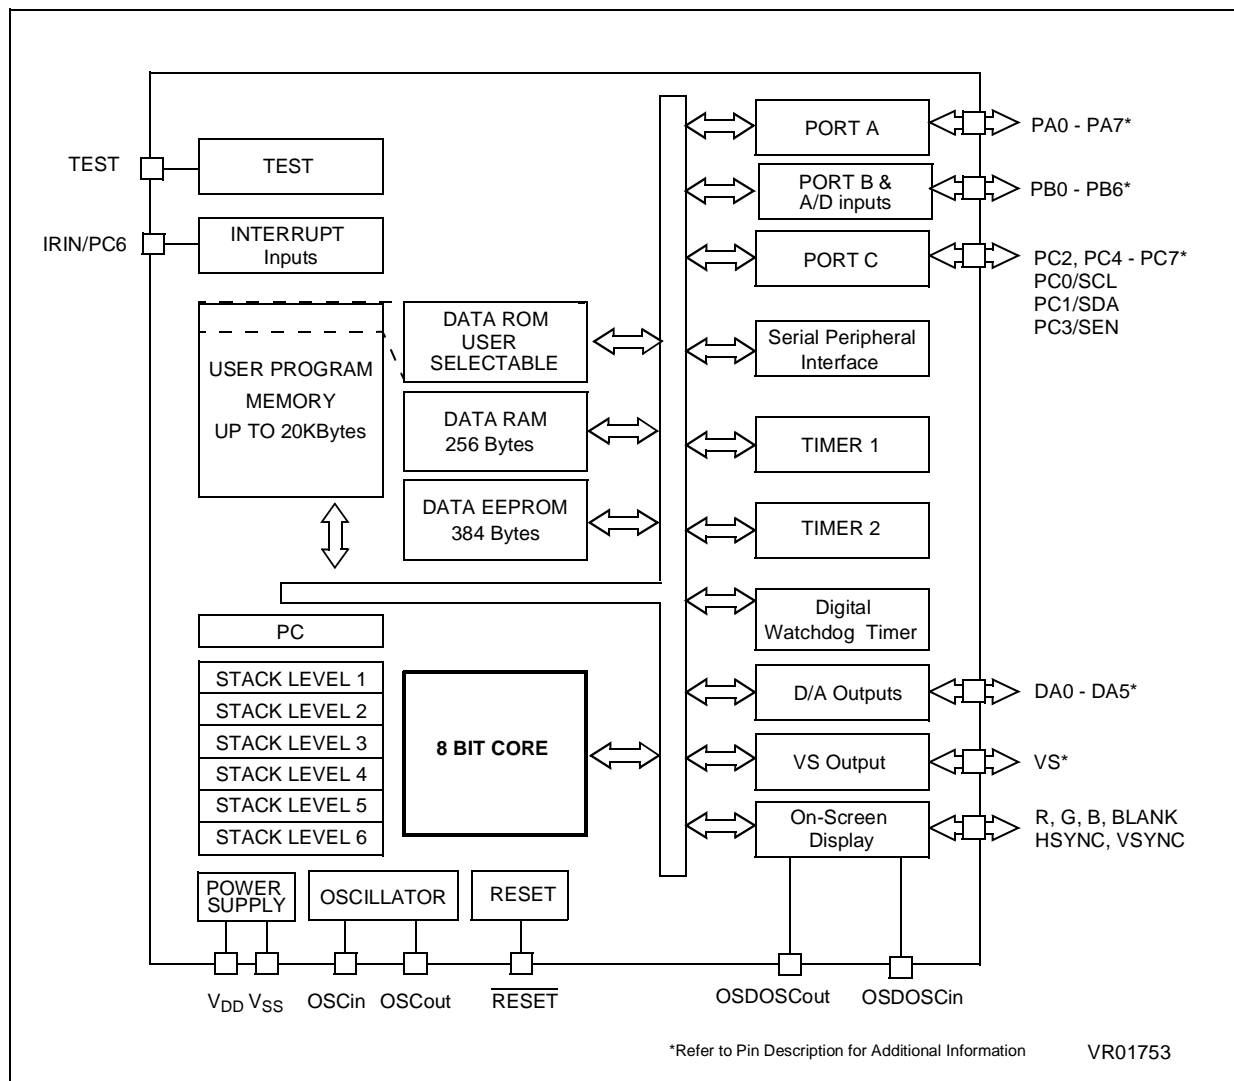 TEST
TEST
IRIN/PC6
INTERRUPT
Inputs
USER PROGRAM
MEMORY
UP TO 20KBytes
DATA ROM
USER
SELECTABLE
DATA RAM
256 Bytes
DATA EEPROM
384 Bytes
PC
STACK LEVEL 1
STACK LEVEL 2
STACK LEVEL 3
STACK LEVEL 4
STACK LEVEL 5
STACK LEVEL 6
8 BIT CORE
POWER
SUPPLY
OSCILLATOR
RESET
VDD VSS
OSCin
OSCout
RESET
PORT A
PA0 - PA7*
PORT B &
A/D inputs
PB0 - PB6*
PORT C
PC2, PC4 - PC7*
PC0/SCL
PC1/SDA
PC3/SEN
Serial Peripheral
Interface
TIMER 1
TIMER 2
Digital
Watchdog Timer
D/A Outputs
DA0 - DA5*
VS Output
VS*
On-Screen
Display
R, G, B, BLANK
HSYNC, VSYNC
OSDOSCout
OSDOSCin
*Refer to Pin Description for Additional Information
VR01753